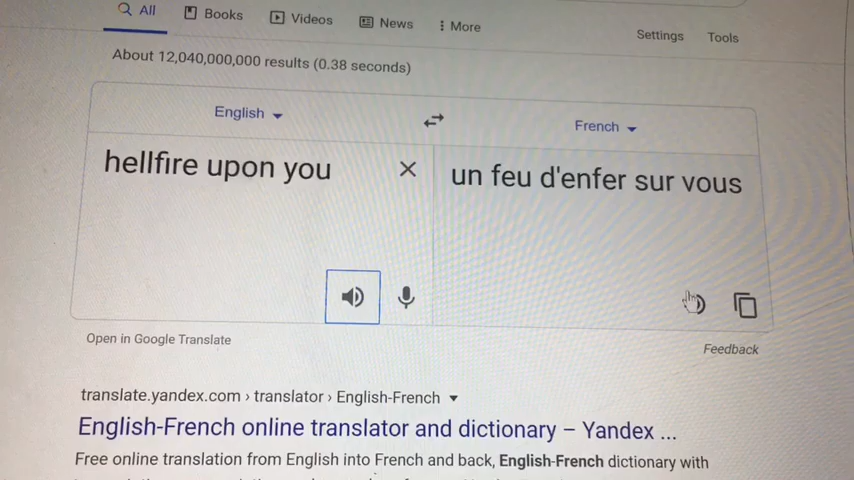 All Books Videos News More Settings Tools
About 12,040,000,000 results (0.38 seconds)
English French
hellfire upon you
un feu d'enfer sur vous
Open in Google Translate
Feedback
translate.yandex.com › translator › English-French
English-French online translator and dictionary – Yandex ...
Free online translation from English into French and back, English-French dictionary with